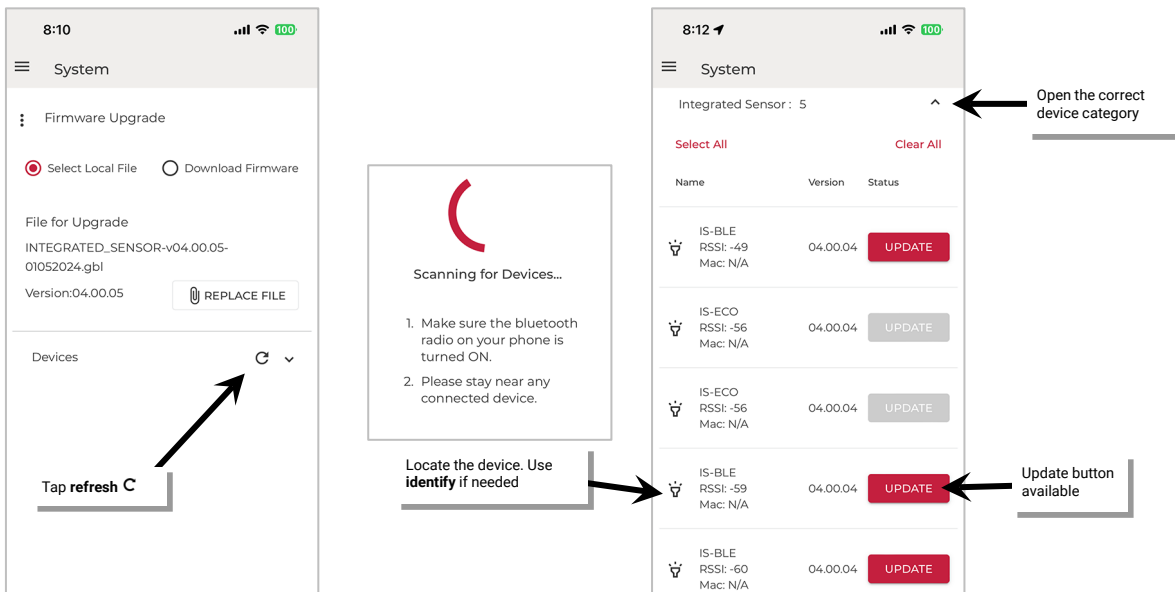 8:10
100
System
Firmware Upgrade
Select Local File
Download Firmware
File for Upgrade
INTEGRATED_SENSOR-v04.00.05-
01052024.gbl
Version:04.00.05
REPLACE FILE
Devices
Tap refresh
Scanning for Devices...
1. Make sure the bluetooth
radio on your phone is
turned ON.
2. Please stay near any
connected device.
Locate the device. Use
identify if needed
8:12
100
System
Integrated Sensor : 5
Select All
Clear All
Name
Version
Status
IS-BLE
RSSI: -49
Mac: N/A
04.00.04
UPDATE
IS-ECO
RSSI: -56
Mac: N/A
04.00.04
UPDATE
IS-ECO
RSSI: -56
Mac: N/A
04.00.04
UPDATE
IS-BLE
RSSI: -59
Mac: N/A
04.00.04
UPDATE
IS-BLE
RSSI: -60
Mac: N/A
04.00.04
UPDATE
Open the correct
device category
Update button
available